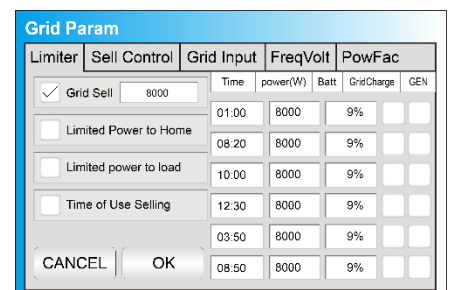 Grid Param
Limiter Sell Control Grid Input FreqVolt PowFac
Time power(W) Batt GridCharge GEN
Grid Sell 8000
01:00 8000 9%
Limited Power to Home
08:20 8000 9%
Limited power to load
10:00 8000 9%
Time of Use Selling
12:30 8000 9%
03:50 8000 9%
CANCEL OK
08:50 8000 9%